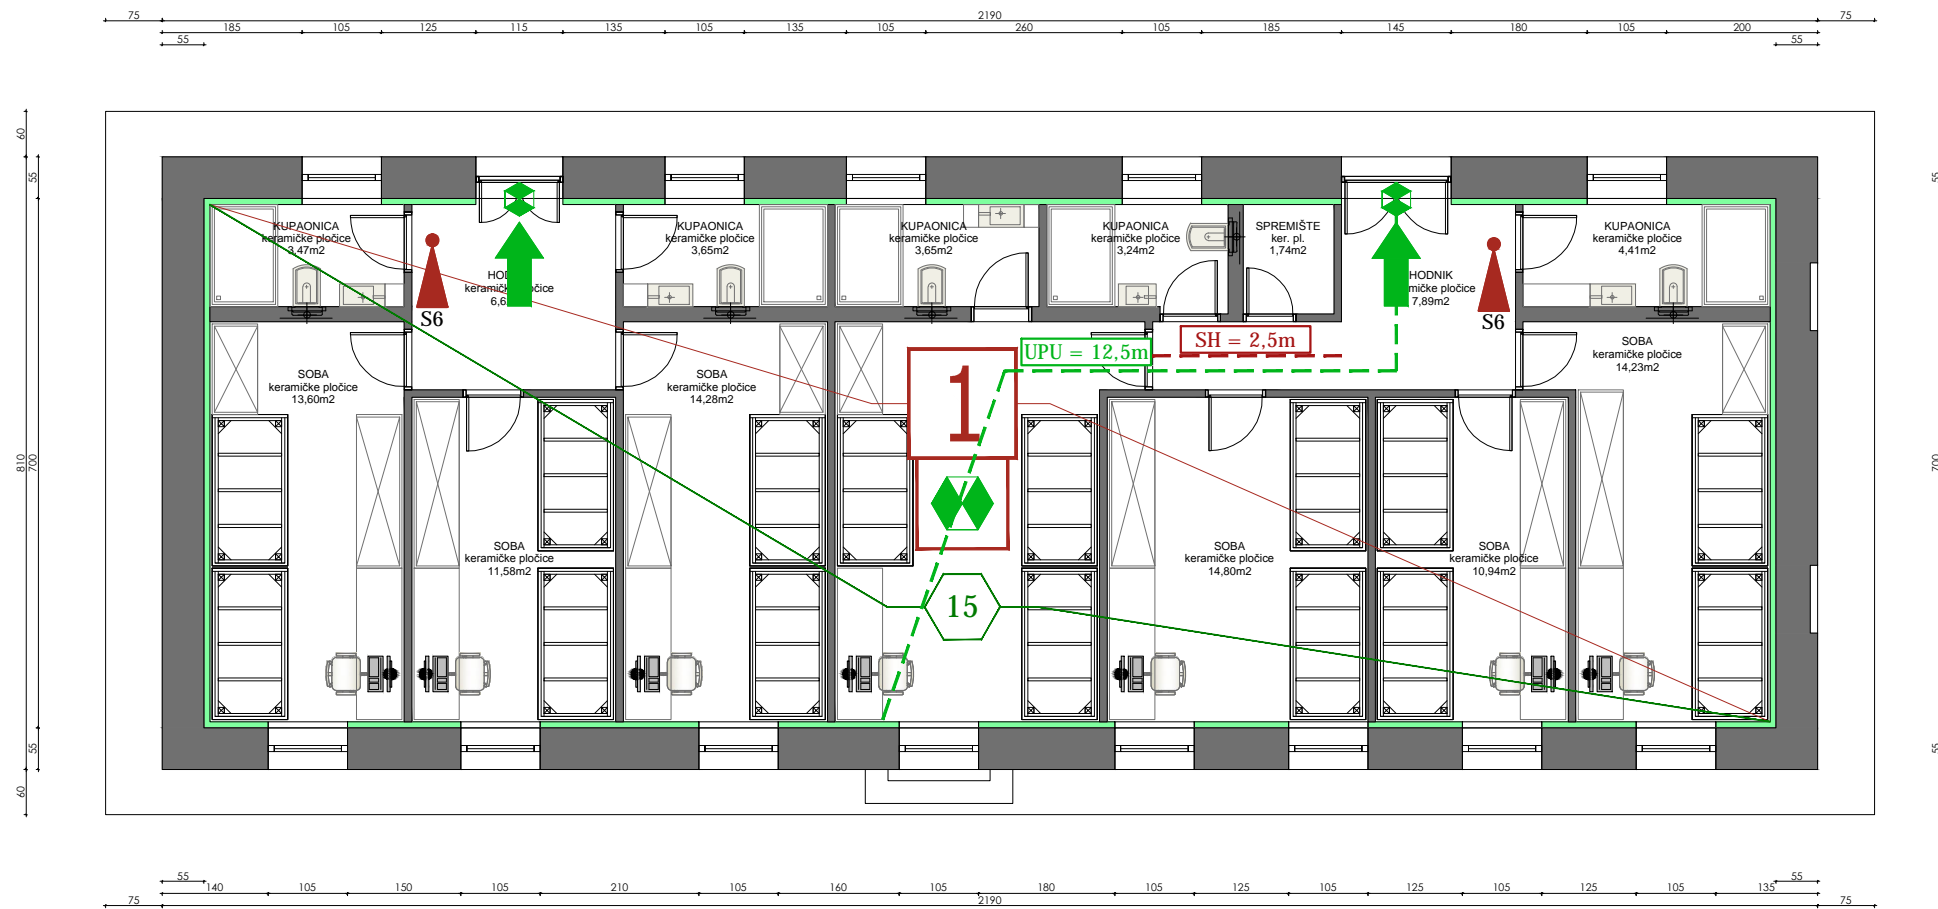 75 2190 75
185 105 125 115 135 135 105 260 105 185 145 180 105 200
55 55
60
55
55
KUPAONICA
keramičke pločice
3,47m2
KUPAONICA
keramičke pločice
3,65m2
KUPAONICA
keramičke pločice
3,65m2
KUPAONICA
keramičke pločice
3,24m2
SPREMIŠTE
ker. pl.
1,74m2
HODNIK
pločice
7,89m2
KUPAONICA
keramičke pločice
4,41m2
S6
S6
UPU = 12,5m
SH = 2,5m
1
SOBA
keramičke pločice
13,60m2
SOBA
keramičke pločice
14,28m2
SOBA
keramičke pločice
14,23m2
810
700
700
SOBA
keramičke pločice
11,58m2
SOBA
keramičke pločice
14,80m2
SOBA
keramičke pločice
10,94m2
15
55
55
60
55 55
140 105 150 105 210 105 160 105 180 105 125 105 125 105 125 105 135
75 2190 75